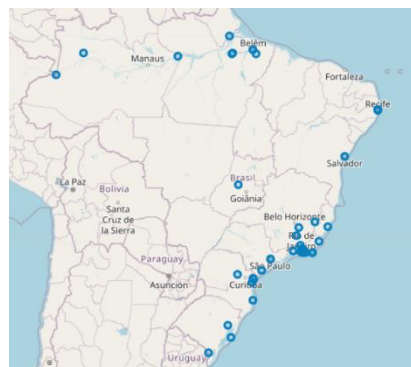 Belém
Manaus
Fortaleza
Recife
Salvador
Brasil
Goiânia
La Paz
Bolivia
Santa
Cruz de
la Sierra
Belo Horizonte
São Paulo
Paraguay
Asunción
Curitiba
Uruguay